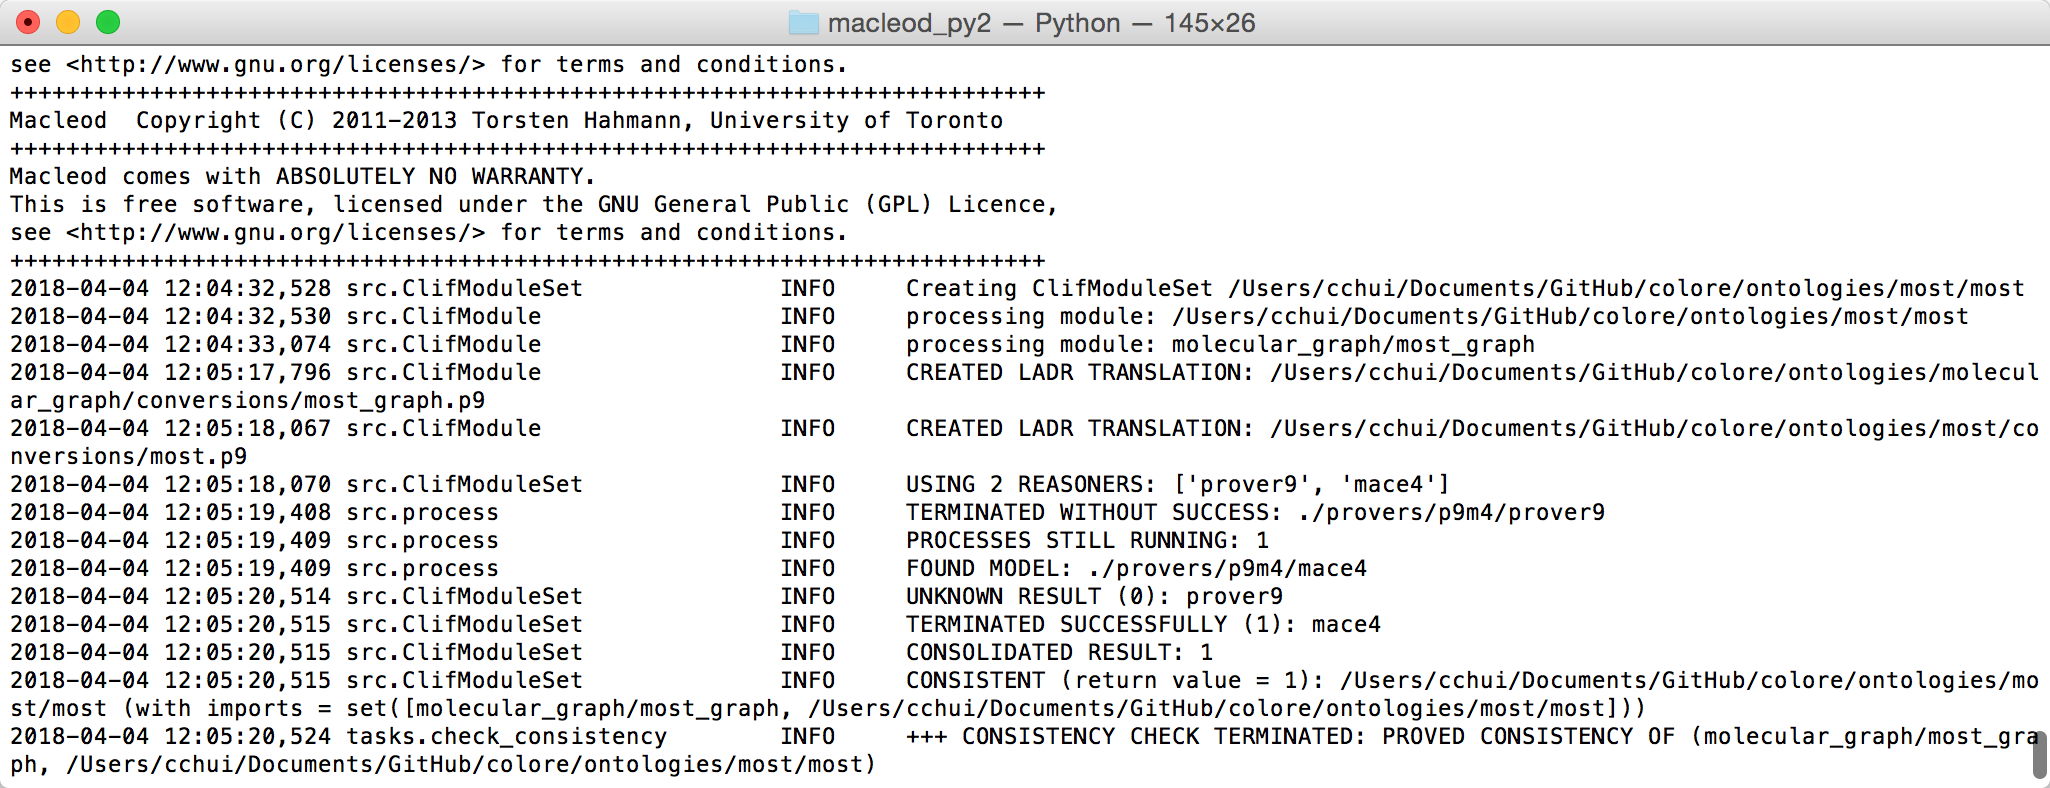 macleod_py2 — Python — 145×26
see <http://www.gnu.org/licenses/> for terms and conditions.
++++++++++++++++++++++++++++++++++++++++++++++++++++++++++++++++++++++++++
Macleod  Copyright (C) 2011-2013 Torsten Hahmann, University of Toronto
++++++++++++++++++++++++++++++++++++++++++++++++++++++++++++++++++++++++++
Macleod comes with ABSOLUTELY NO WARRANTY.
This is free software, licensed under the GNU General Public (GPL) Licence,
see <http://www.gnu.org/licenses/> for terms and conditions.
++++++++++++++++++++++++++++++++++++++++++++++++++++++++++++++++++++++++++
2018-04-04 12:04:32,528 src.ClifModuleSet              INFO     Creating ClifModuleSet /Users/cchui/Documents/GitHub/colore/ontologies/most/most
2018-04-04 12:04:32,530 src.ClifModule                 INFO     processing module: /Users/cchui/Documents/GitHub/colore/ontologies/most/most
2018-04-04 12:04:33,074 src.ClifModule                 INFO     processing module: molecular_graph/most_graph
2018-04-04 12:05:17,796 src.ClifModule                 INFO     CREATED LADR TRANSLATION: /Users/cchui/Documents/GitHub/colore/ontologies/molecul
ar_graph/conversions/most_graph.p9
2018-04-04 12:05:18,067 src.ClifModule                 INFO     CREATED LADR TRANSLATION: /Users/cchui/Documents/GitHub/colore/ontologies/most/co
nversions/most.p9
2018-04-04 12:05:18,070 src.ClifModuleSet              INFO     USING 2 REASONERS: ['prover9', 'mace4']
2018-04-04 12:05:19,408 src.process                    INFO     TERMINATED WITHOUT SUCCESS: ./provers/p9m4/prover9
2018-04-04 12:05:19,409 src.process                    INFO     PROCESSES STILL RUNNING: 1
2018-04-04 12:05:19,409 src.process                    INFO     FOUND MODEL: ./provers/p9m4/mace4
2018-04-04 12:05:20,514 src.ClifModuleSet              INFO     UNKNOWN RESULT (0): prover9
2018-04-04 12:05:20,515 src.ClifModuleSet              INFO     TERMINATED SUCCESSFULLY (1): mace4
2018-04-04 12:05:20,515 src.ClifModuleSet              INFO     CONSOLIDATED RESULT: 1
2018-04-04 12:05:20,515 src.ClifModuleSet              INFO     CONSISTENT (return value = 1): /Users/cchui/Documents/GitHub/colore/ontologies/mo
st/most (with imports = set([molecular_graph/most_graph, /Users/cchui/Documents/GitHub/colore/ontologies/most/most]))
2018-04-04 12:05:20,524 tasks.check_consistency        INFO     +++ CONSISTENCY CHECK TERMINATED: PROVED CONSISTENCY OF (molecular_graph/most_gra
ph, /Users/cchui/Documents/GitHub/colore/ontologies/most/most)